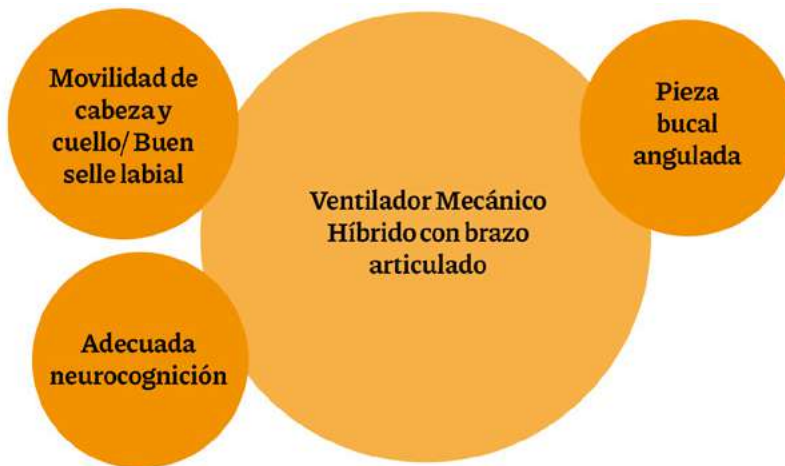 Movilidad de
cabeza y
cuello/ Buen
selle labial
Pieza
bucal
angulada
Ventilador Mecánico
Híbrido con brazo
articulado
Adecuada
neurocognición